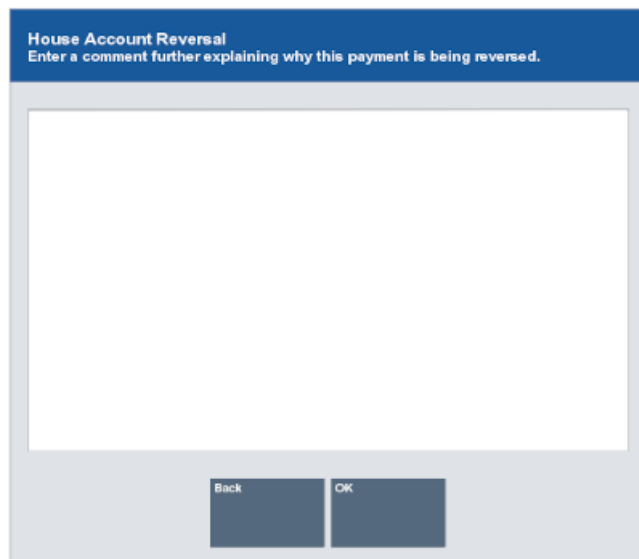 House Account Reversal
Enter a comment further explaining why this payment is being reversed.
Back
OK